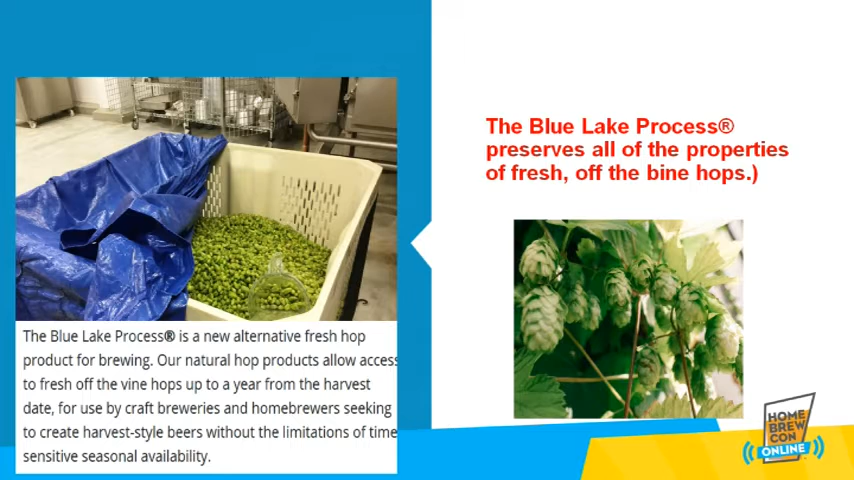 The Blue Lake Process®
preserves all of the properties
of fresh, off the bine hops.)
The Blue Lake Process® is a new alternative fresh hop
product for brewing. Our natural hop products allow access
to fresh off the vine hops up to a year from the harvest
date, for use by craft breweries and homebrewers seeking
to create harvest-style beers without the limitations of time
sensitive seasonal availability.
HOME
BREW
CON
ONLINE